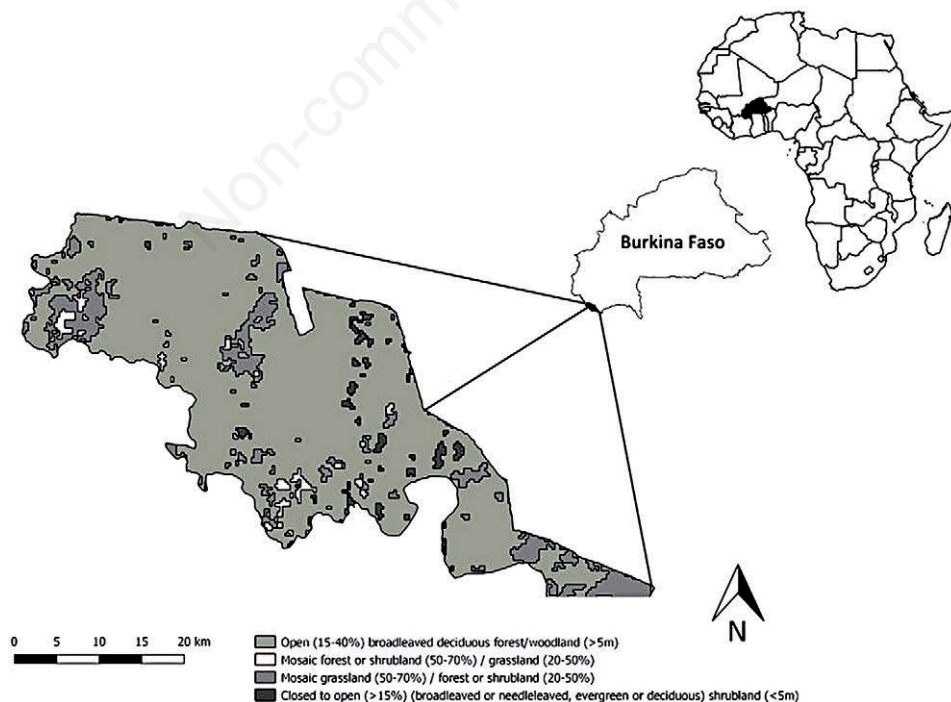 Non-comm
Burkina Faso
N
0 5 10 15 20 km
Open (15-40%) broadleaved deciduous forest/woodland (>5m)
Mosaic forest or shrubland (50-70%) / grassland (20-50%)
Mosaic grassland (50-70%) / forest or shrubland (20-50%)
Closed to open (>15%) (broadleaved or needleleaved, evergreen or deciduous) shrubland (<5m)